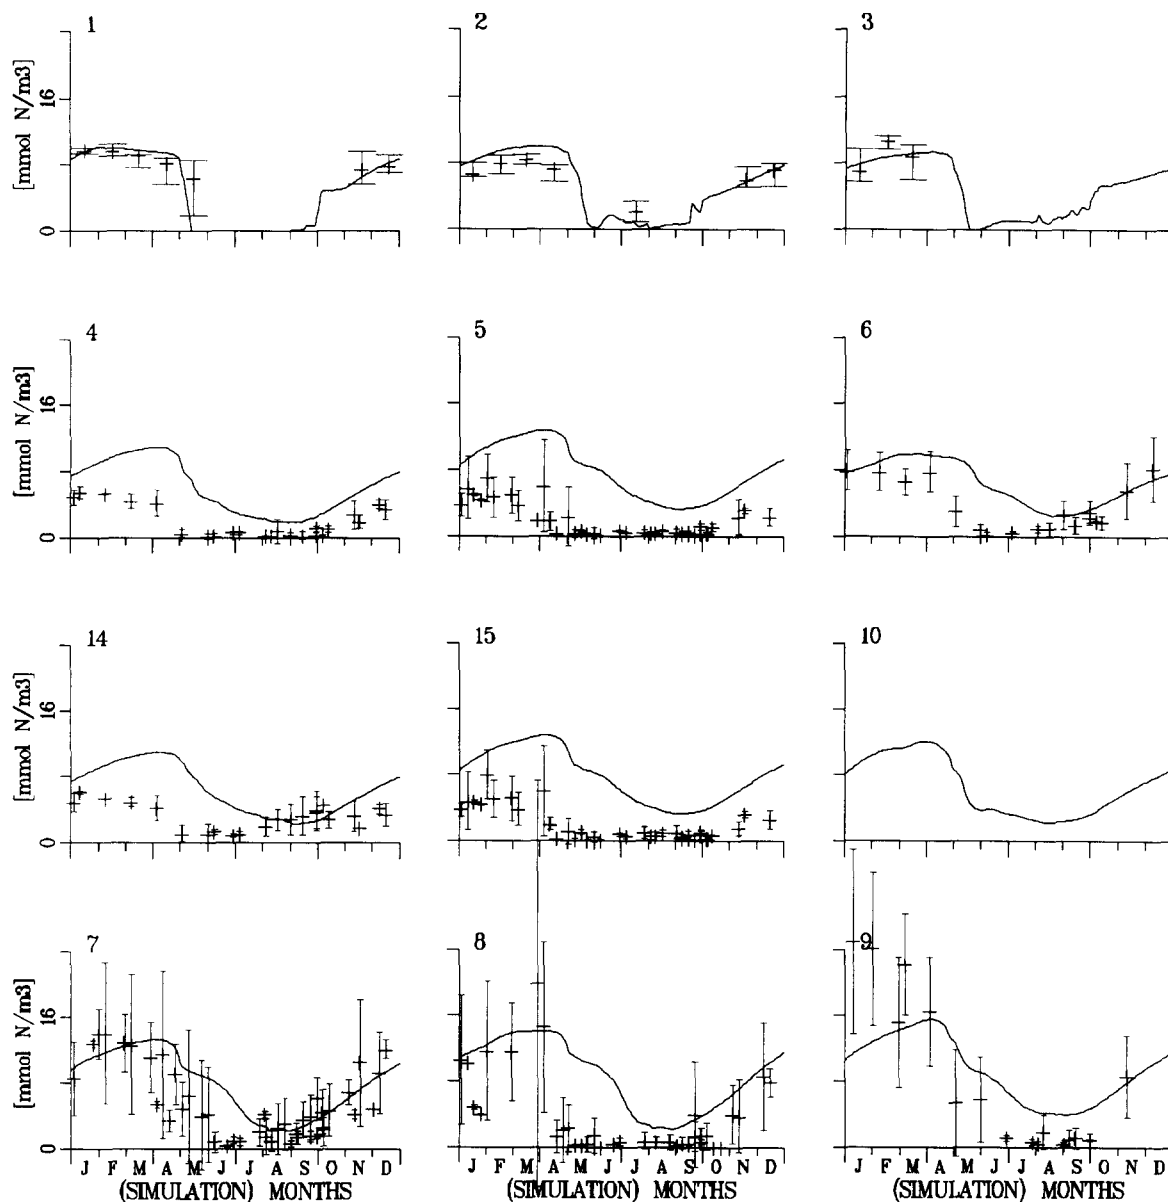 1 2 3
[mmol N/m3] 16 0
4 5 6
[mmol N/m3] 16 0
14 15 10
[mmol N/m3] 16 0
7 8 9
[mmol N/m3] 16 0
J F M A M J J A S O N D J F M A M J J A S O N D J F M A M J J A S O N D
(SIMULATION) MONTHS (SIMULATION) MONTHS (SIMULATION) MONTHS